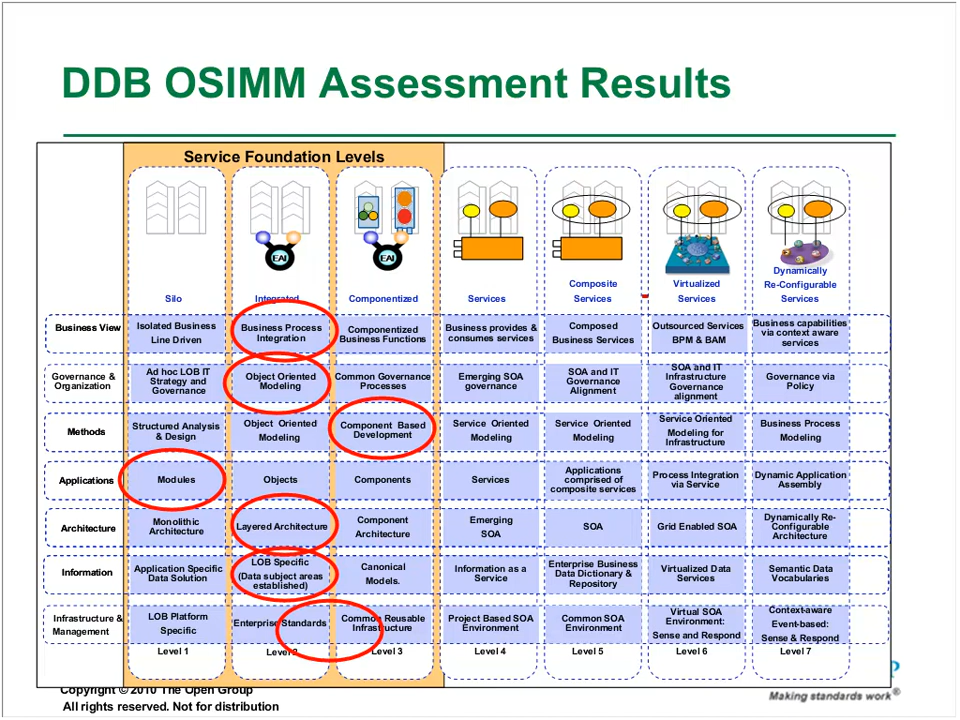 DDB OSIMM Assessment Results
Service Foundation Levels
EAI
EAI
Silo
Integrated
Componentized
Services
Composite
Services
Virtualized
Services
Dynamically
Re-Configurable
Services
Business View
Isolated Business
Line Driven
Business Process
Integration
Componentized
Business Functions
Business provides &
consumes services
Composed
Business Services
Outsourced Services
BPM & BAM
Business capabilities
via context aware
services
Governance &
Organization
Ad hoc LOB IT
Strategy and
Governance
Object Oriented
Modeling
Common Governance
Processes
Emerging SOA
governance
SOA and IT
Governance
Alignment
SOA and IT
Infrastructure
Governance
alignment
Governance via
Policy
Methods
Structured Analysis
& Design
Object Oriented
Modeling
Component Based
Development
Service Oriented
Modeling
Service Oriented
Modeling
Service Oriented
Modeling for
Infrastructure
Business Process
Modeling
Applications
Modules
Objects
Components
Services
Applications
comprised of
composite services
Process Integration
via Service
Dynamic Application
Assembly
Architecture
Monolithic
Architecture
Layered Architecture
Component
Architecture
Emerging
SOA
SOA
Grid Enabled SOA
Dynamically Re-
Configurable
Architecture
Information
Application Specific
Data Solution
LOB Specific
(Data subject areas
established)
Canonical
Models.
Information as a
Service
Enterprise Business
Data Dictionary &
Repository
Virtualized Data
Services
Semantic Data
Vocabularies
Infrastructure &
Management
LOB Platform
Specific
Enterprise Standards
Common Reusable
Infrastructure
Project Based SOA
Environment
Common SOA
Environment
Virtual SOA
Environment:
Sense and Respond
Context-aware
Event-based:
Sense & Respond
Level 1
Level 2
Level 3
Level 4
Level 5
Level 6
Level 7
Copyright © 2010 The Open Group
All rights reserved. Not for distribution
P
Making standards work®